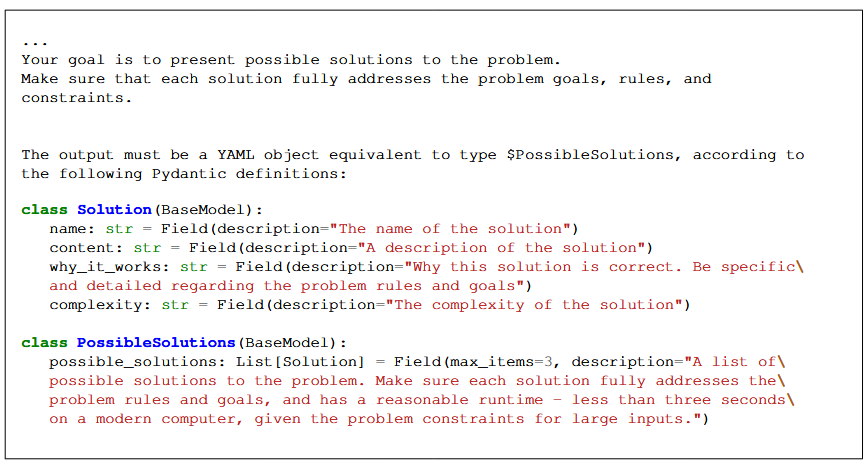 ...
Your goal is to present possible solutions to the problem.
Make sure that each solution fully addresses the problem goals, rules, and
constraints.
The output must be a YAML object equivalent to type $PossibleSolutions, according to
the following Pydantic definitions:
class Solution(BaseModel):
name: str = Field(description="The name of the solution")
content: str = Field(description="A description of the solution")
why_it_works: str = Field(description="Why this solution is correct. Be specific\
and detailed regarding the problem rules and goals")
complexity: str = Field(description="The complexity of the solution")
class PossibleSolutions(BaseModel):
possible_solutions: List[Solution] = Field(max_items=3, description="A list of\
possible solutions to the problem. Make sure each solution fully addresses the\
problem rules and goals, and has a reasonable runtime - less than three seconds\
on a modern computer, given the problem constraints for large inputs.")